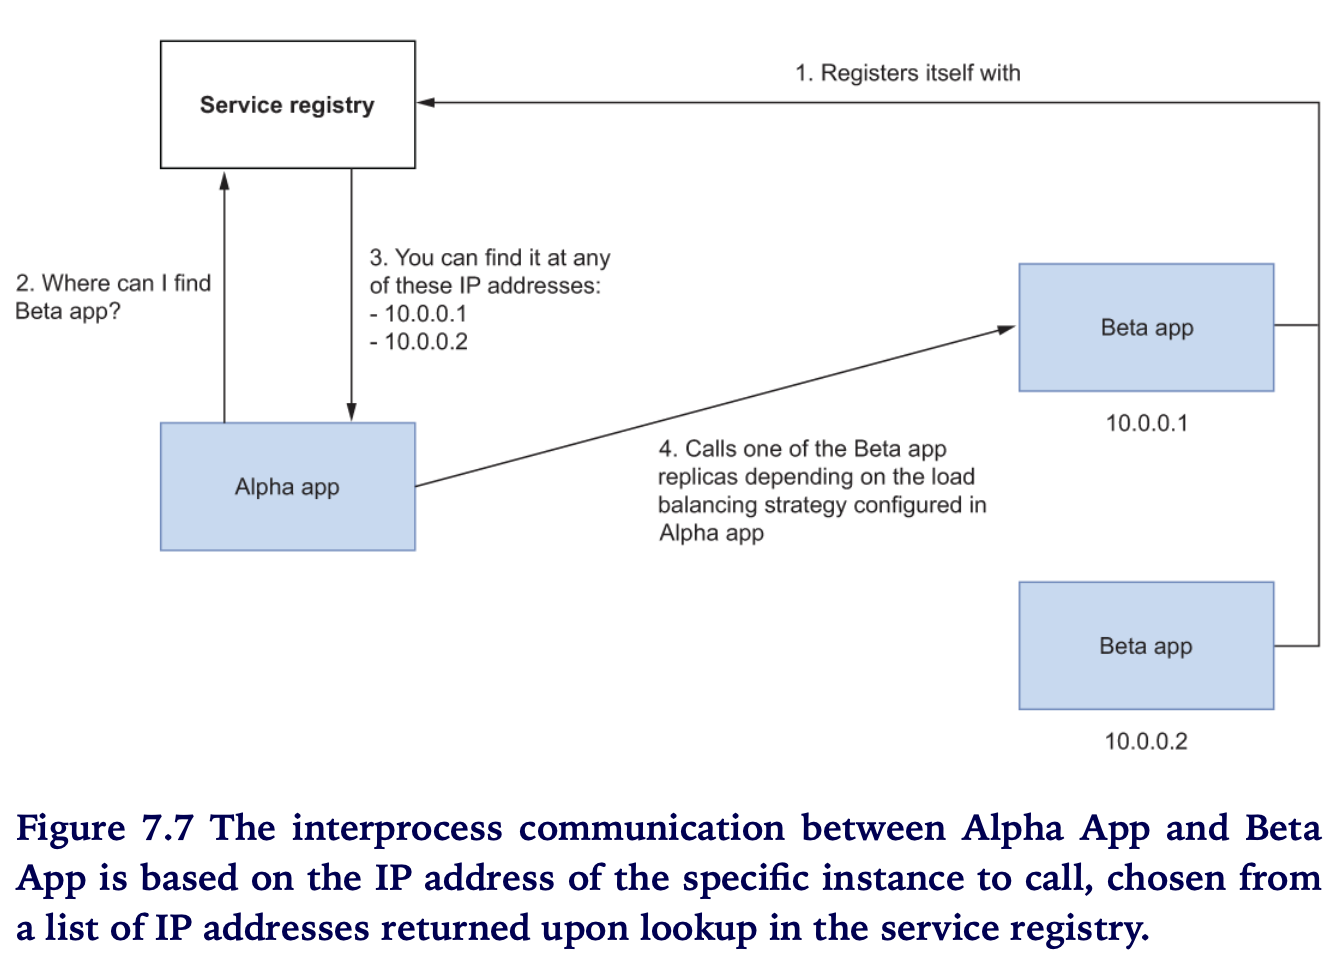 1. Registers itself with
Service registry
2. Where can I find
Beta app?
3. You can find it at any
of these IP addresses:
- 10.0.0.1
- 10.0.0.2
Beta app
10.0.0.1
Alpha app
4. Calls one of the Beta app
replicas depending on the load
balancing strategy configured in
Alpha app
Beta app
10.0.0.2
Figure 7.7 The interprocess communication between Alpha App and Beta
App is based on the IP address of the specific instance to call, chosen from
a list of IP addresses returned upon lookup in the service registry.